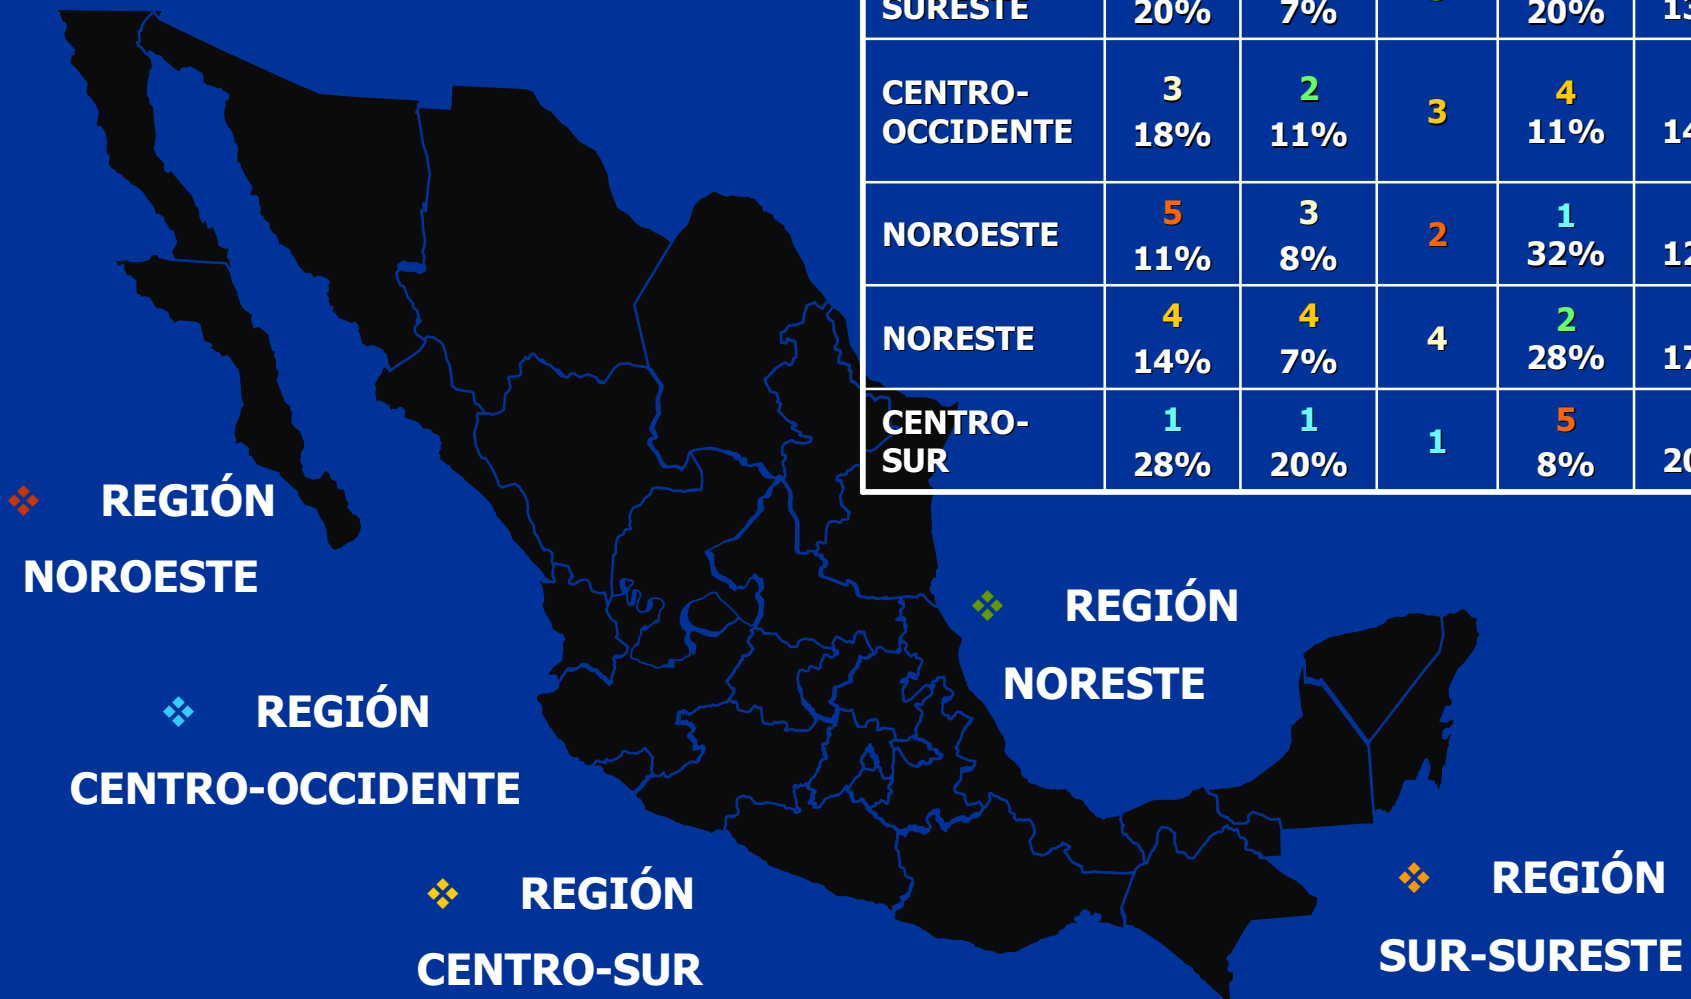 SURESTE 20% 7% 20%
CENTRO-OCCIDENTE 3 18% 2 11% 3 4 11%
NOROESTE 5 11% 3 8% 2 1 32%
NORESTE 4 14% 4 7% 4 2 28%
CENTRO-SUR 1 28% 1 20% 1 5 8%
REGIÓN
NOROESTE
REGIÓN
NORESTE
REGIÓN
CENTRO-OCCIDENTE
REGIÓN
CENTRO-SUR
REGIÓN
SUR-SURESTE